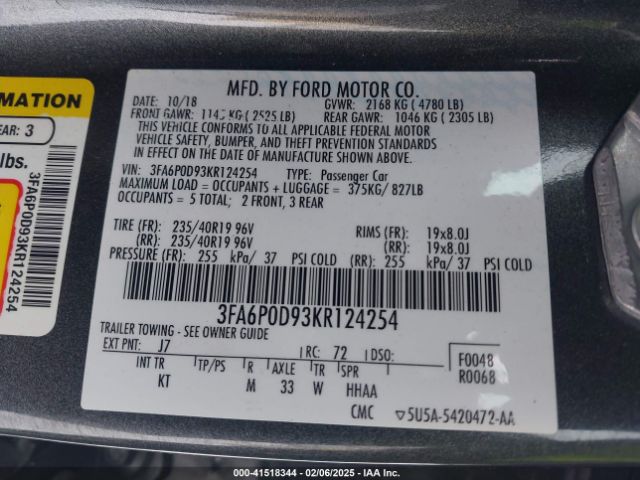 MFD. BY FORD MOTOR CO.
DATE: 10/18 GVWR: 2168 KG ( 4780 LB)
FRONT GAWR: KG ( 2525 LB) REAR GAWR: 1046 KG ( 2305 LB)
THIS VEHICLE CONFORMS TO ALL APPLICABLE FEDERAL MOTOR
VEHICLE SAFETY, BUMPER, AND THEFT PREVENTION STANDARDS
IN EFFECT ON THE DATE OF MANUFACTURE SHOWN ABOVE.
VIN: 3FA6P0D93KR124254 TYPE: Passenger Car
MAXIMUM LOAD = OCCUPANTS + LUGGAGE = 375KG/ 827LB
OCCUPANTS = 5 TOTAL; 2 FRONT, 3 REAR
TIRE (FR): 235/40R19 96V RIMS (FR): 19x8.0J
(RR): 235/40R19 96V (RR): 19x8.0J
PRESSURE (FR): 255 kPa/ 37 PSI COLD (RR): 255 kPa/ 37 PSI COLD
3FA6P0D93KR124254
TRAILER TOWING - SEE OWNER GUIDE
EXT PNT: J7 RC: 72 DSO: F0048
INT TR TP/PS R AXLE TR SPR R0068
KT M 33 W HHAA
CMC 5U5A-5420472-AA
RMATION
EAR: 3
lbs.
3FA6P0D93KR124254
000-41518344 - 02/06/2025 - IAA Inc.